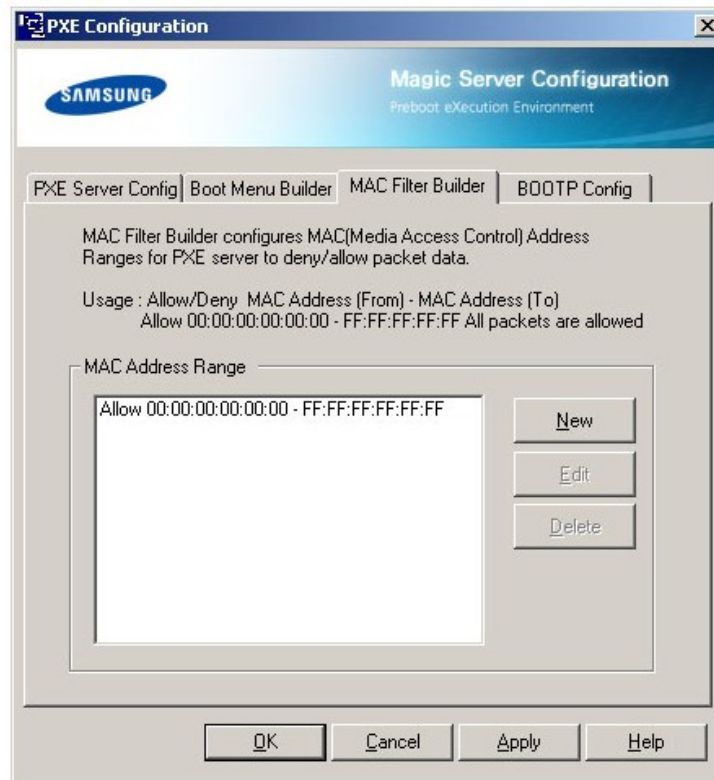 PXE Configuration
SAMSUNG
Magic Server Configuration
Preboot eXecution Environment
PXE Server Config Boot Menu Builder MAC Filter Builder BOOTP Config
MAC Filter Builder configures MAC(Media Access Control) Address
Ranges for PXE server to deny/allow packet data.
Usage : Allow/Deny MAC Address (From) - MAC Address (To)
Allow 00:00:00:00:00:00 - FF:FF:FF:FF:FF All packets are allowed
MAC Address Range
Allow 00:00:00:00:00:00 - FF:FF:FF:FF:FF:FF
New
Edit
Delete
OK Cancel Apply Help